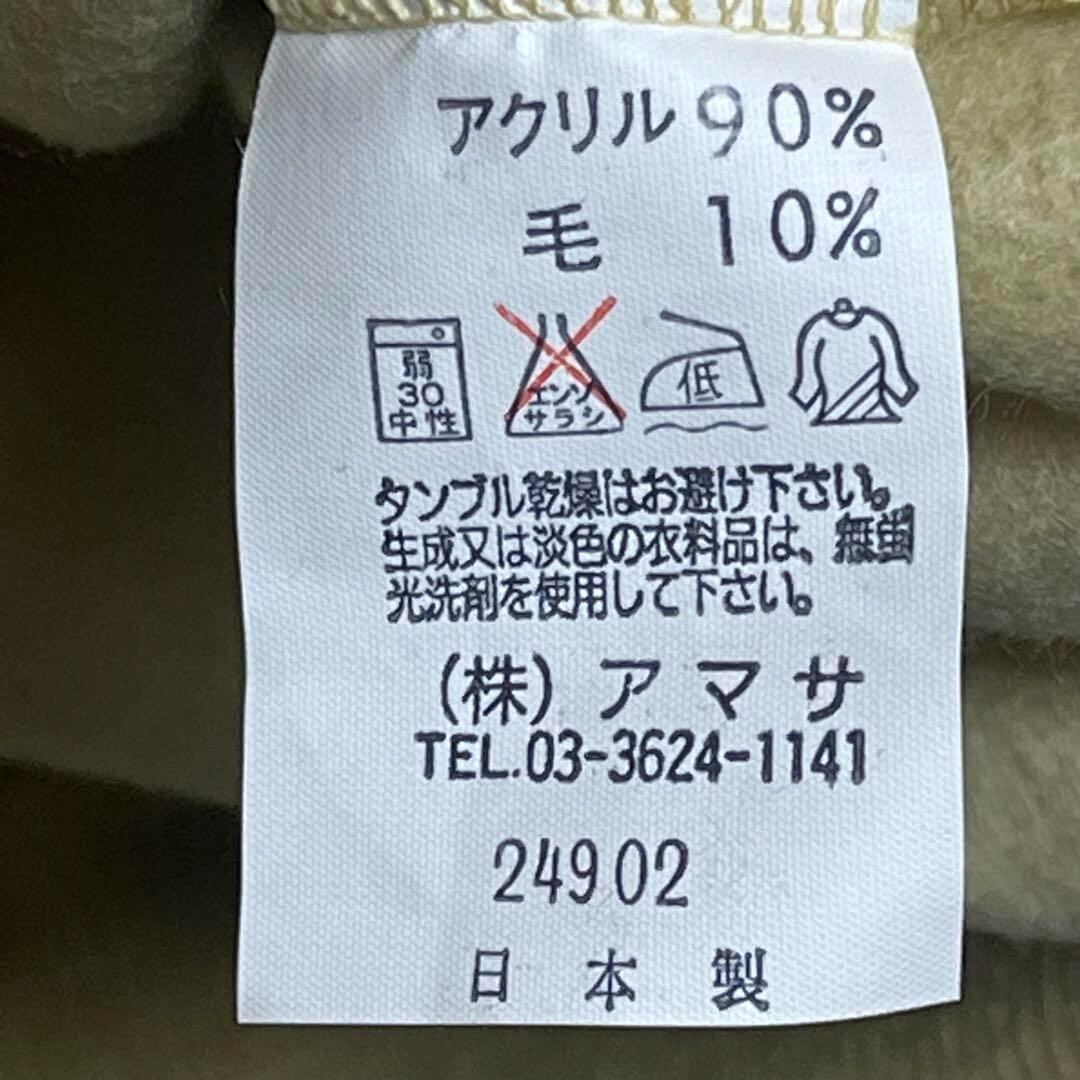 アクリル 90%
毛 10%
弱
30
中性
エンソ
サラシ
低
タンブル乾燥はお避け下さい。
生成又は淡色の衣料品は、無蛍
光洗剤を使用して下さい。
(株) アマサ
TEL.03-3624-1141
24902
日本製